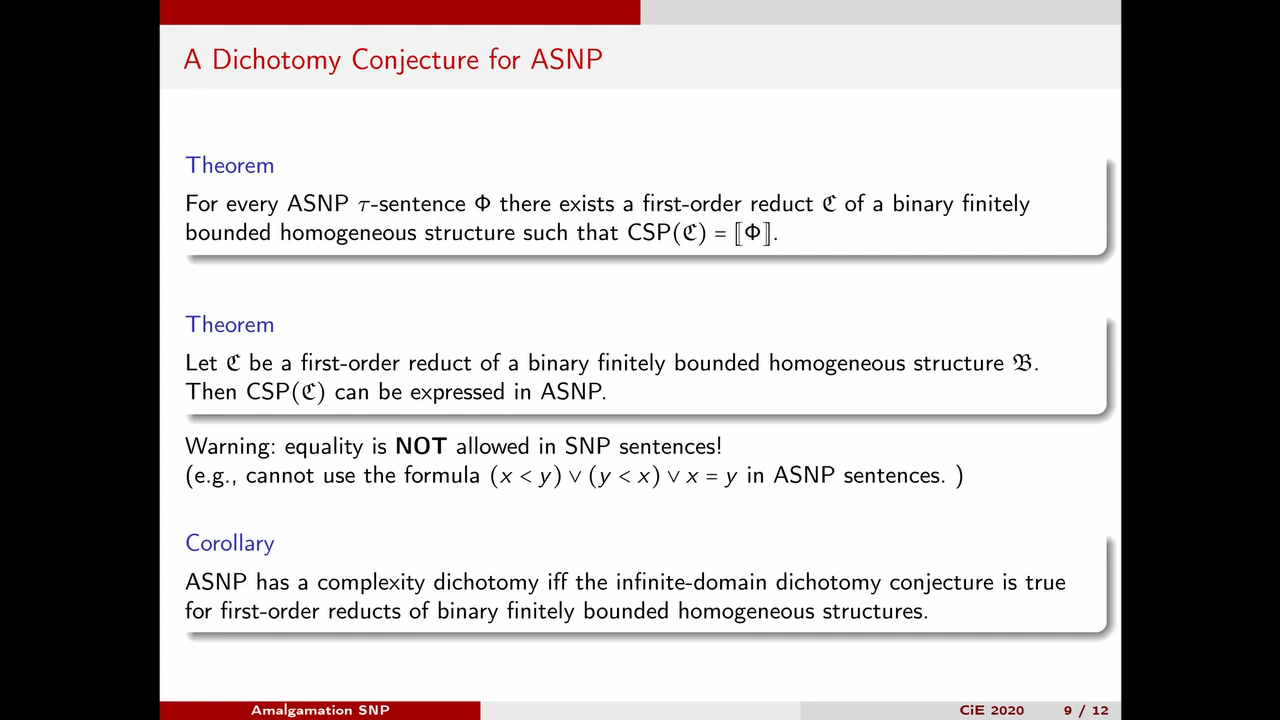 A Dichotomy Conjecture for ASNP
Theorem
For every ASNP τ-sentence Φ there exists a first-order reduct ℭ of a binary finitely
bounded homogeneous structure such that CSP(ℭ) = ⟦Φ⟧.
Theorem
Let ℭ be a first-order reduct of a binary finitely bounded homogeneous structure 𝔅.
Then CSP(ℭ) can be expressed in ASNP.
Warning: equality is NOT allowed in SNP sentences!
(e.g., cannot use the formula (x < y) ∨ (y < x) ∨ x = y in ASNP sentences. )
Corollary
ASNP has a complexity dichotomy iff the infinite-domain dichotomy conjecture is true
for first-order reducts of binary finitely bounded homogeneous structures.
Amalgamation SNP CiE 2020 9 / 12